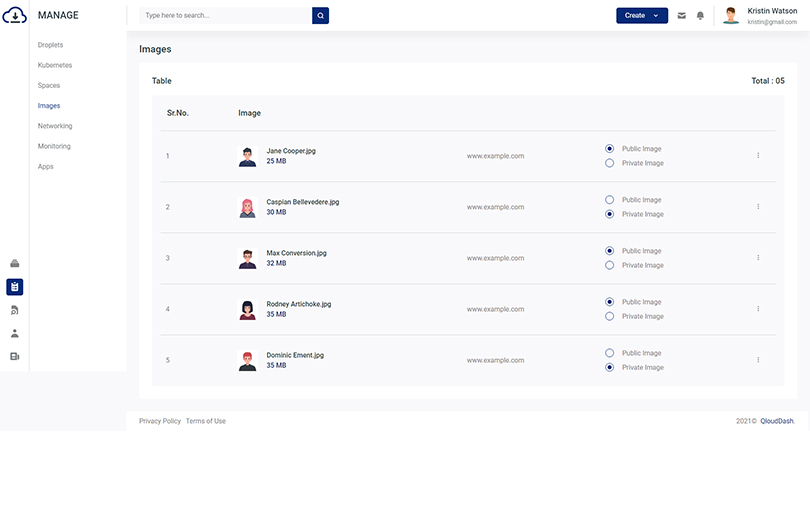 MANAGE
Type here to search...
Create
Kristin Watson
kristin@gmail.com
Droplets
Kubernetes
Spaces
Images
Networking
Monitoring
Apps
Images
Table
Total : 05
Sr.No.
Image
1
Jane Cooper.jpg
25 MB
www.example.com
Public Image
Private Image
2
Caspian Bellevedere.jpg
30 MB
www.example.com
Public Image
Private Image
3
Max Conversion.jpg
32 MB
www.example.com
Public Image
Private Image
4
Rodney Artichoke.jpg
35 MB
www.example.com
Public Image
Private Image
5
Dominic Ement.jpg
35 MB
www.example.com
Public Image
Private Image
Privacy Policy Terms of Use
2021© QloudDash.